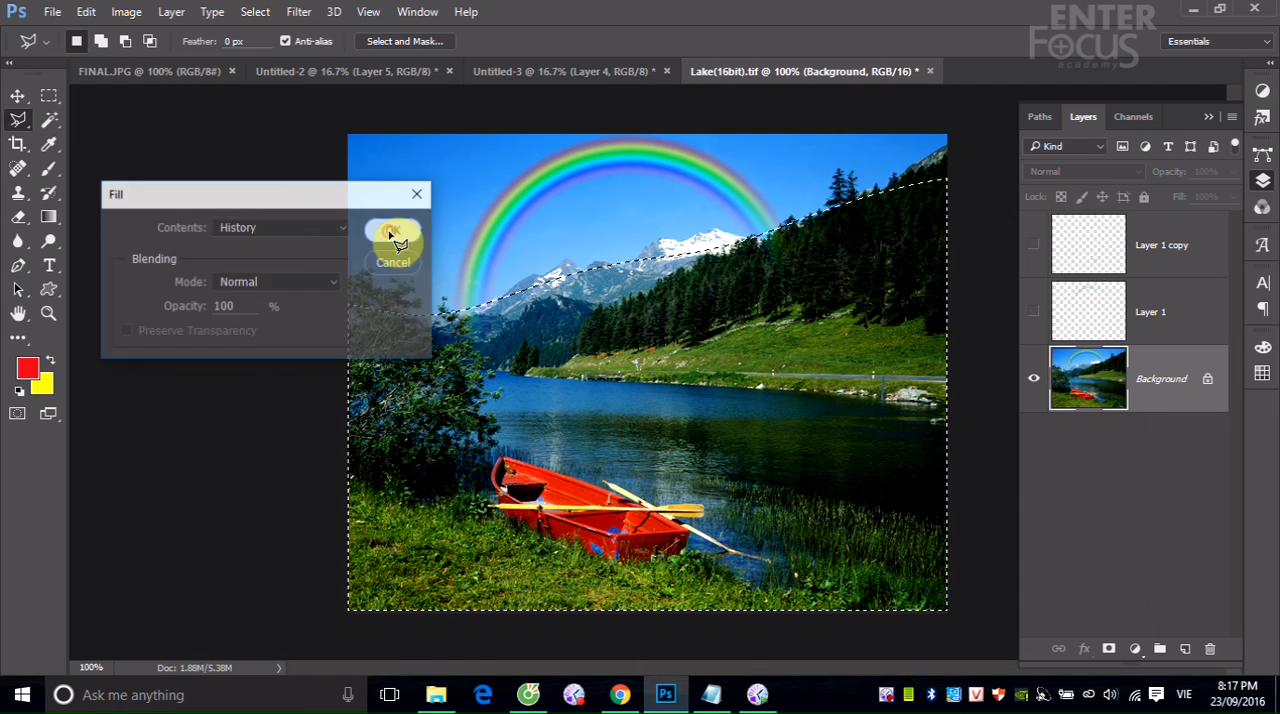 Ps File Edit Image Layer Type Select Filter 3D View Window Help
ENTER
FOCUS
academy
Feather: 0 px Anti-alias Select and Mask... Essentials
FINAL.JPG @ 100% (RGB/8#) × Untitled-2 @ 16.7% (Layer 5, RGB/8) * × Untitled-3 @ 16.7% (Layer 4, RGB/8) * × Lake(16bit).tif @ 100% (Background, RGB/16) * ×
Paths Layers Channels
Kind
Normal Opacity: 100%
Lock: Fill: 100%
Layer 1 copy
Layer 1
Background
Fill
Contents: History
OK
Blending
Cancel
Mode: Normal
Opacity: 100 %
Preserve Transparency
100% Doc: 1.88M/5.38M
Ask me anything
VIE
8:17 PM
23/09/2016